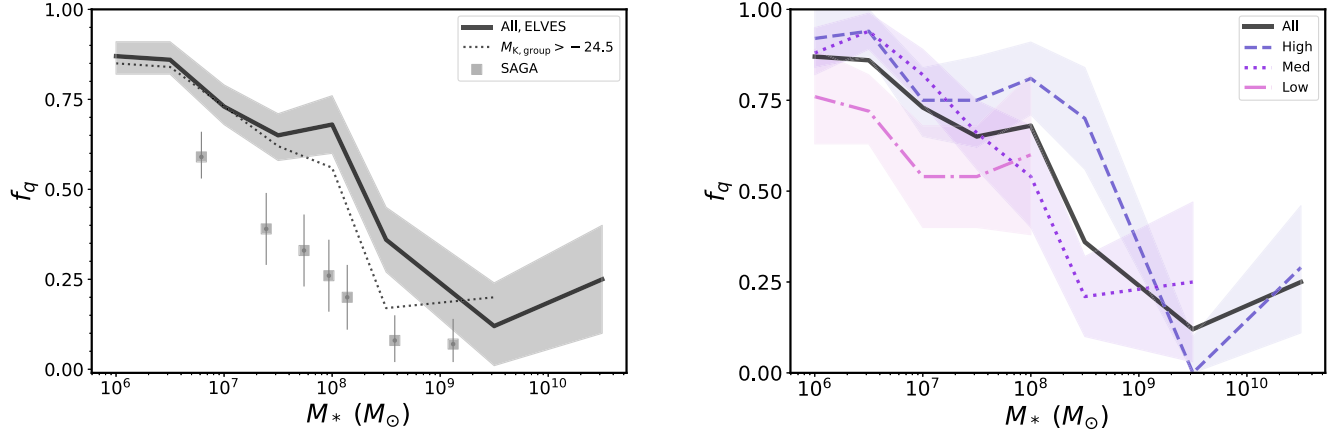 1.00
0.75
0.50
0.25
0.00
f_q
10^6 10^7 10^8 10^9 10^10
M_* (M_⊙)
All, ELVES
M_K, group > −24.5
SAGA
1.00
0.75
0.50
0.25
0.00
f_q
10^6 10^7 10^8 10^9 10^10
M_* (M_⊙)
All
High
Med
Low